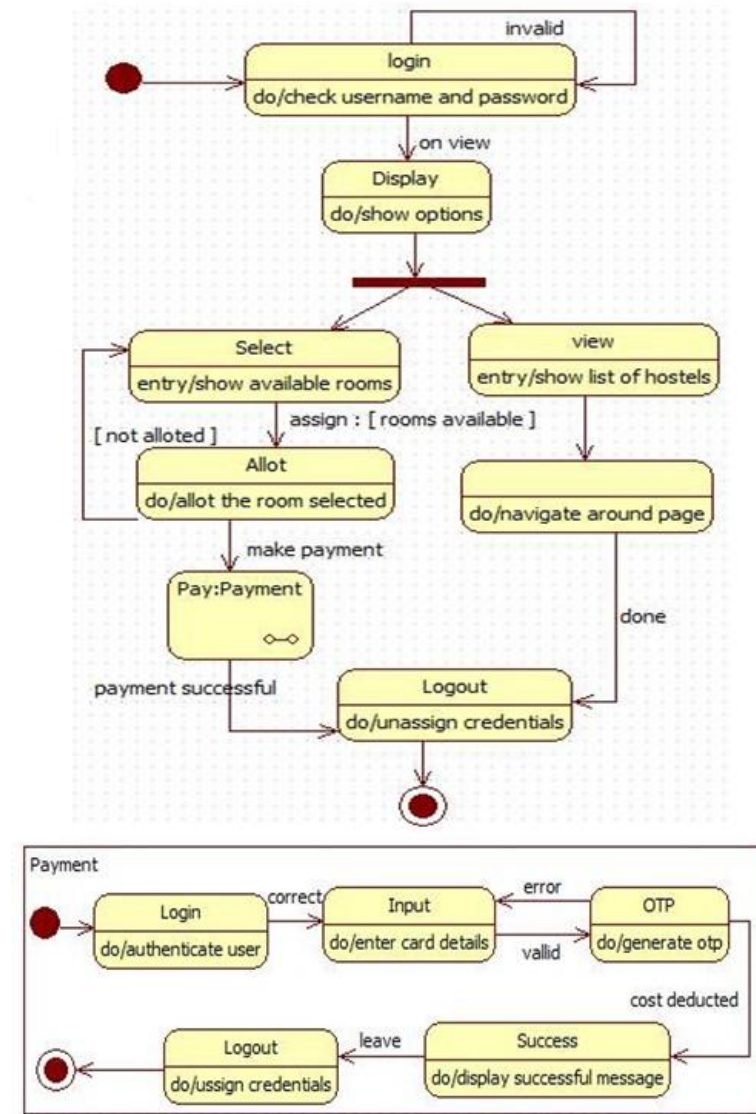 invalid
login
do/check username and password
on view
Display
do/show options
Select
entry/show available rooms
view
entry/show list of hostels
assign : [ rooms available ]
[ not alloted ]
Allot
do/allot the room selected
do/navigate around page
make payment
Pay:Payment
done
payment successful
Logout
do/unassign credentials
Payment
Login
do/authenticate user
correct
Input
do/enter card details
error
vallid
OTP
do/generate otp
cost deducted
Success
do/display successful message
leave
Logout
do/ussign credentials